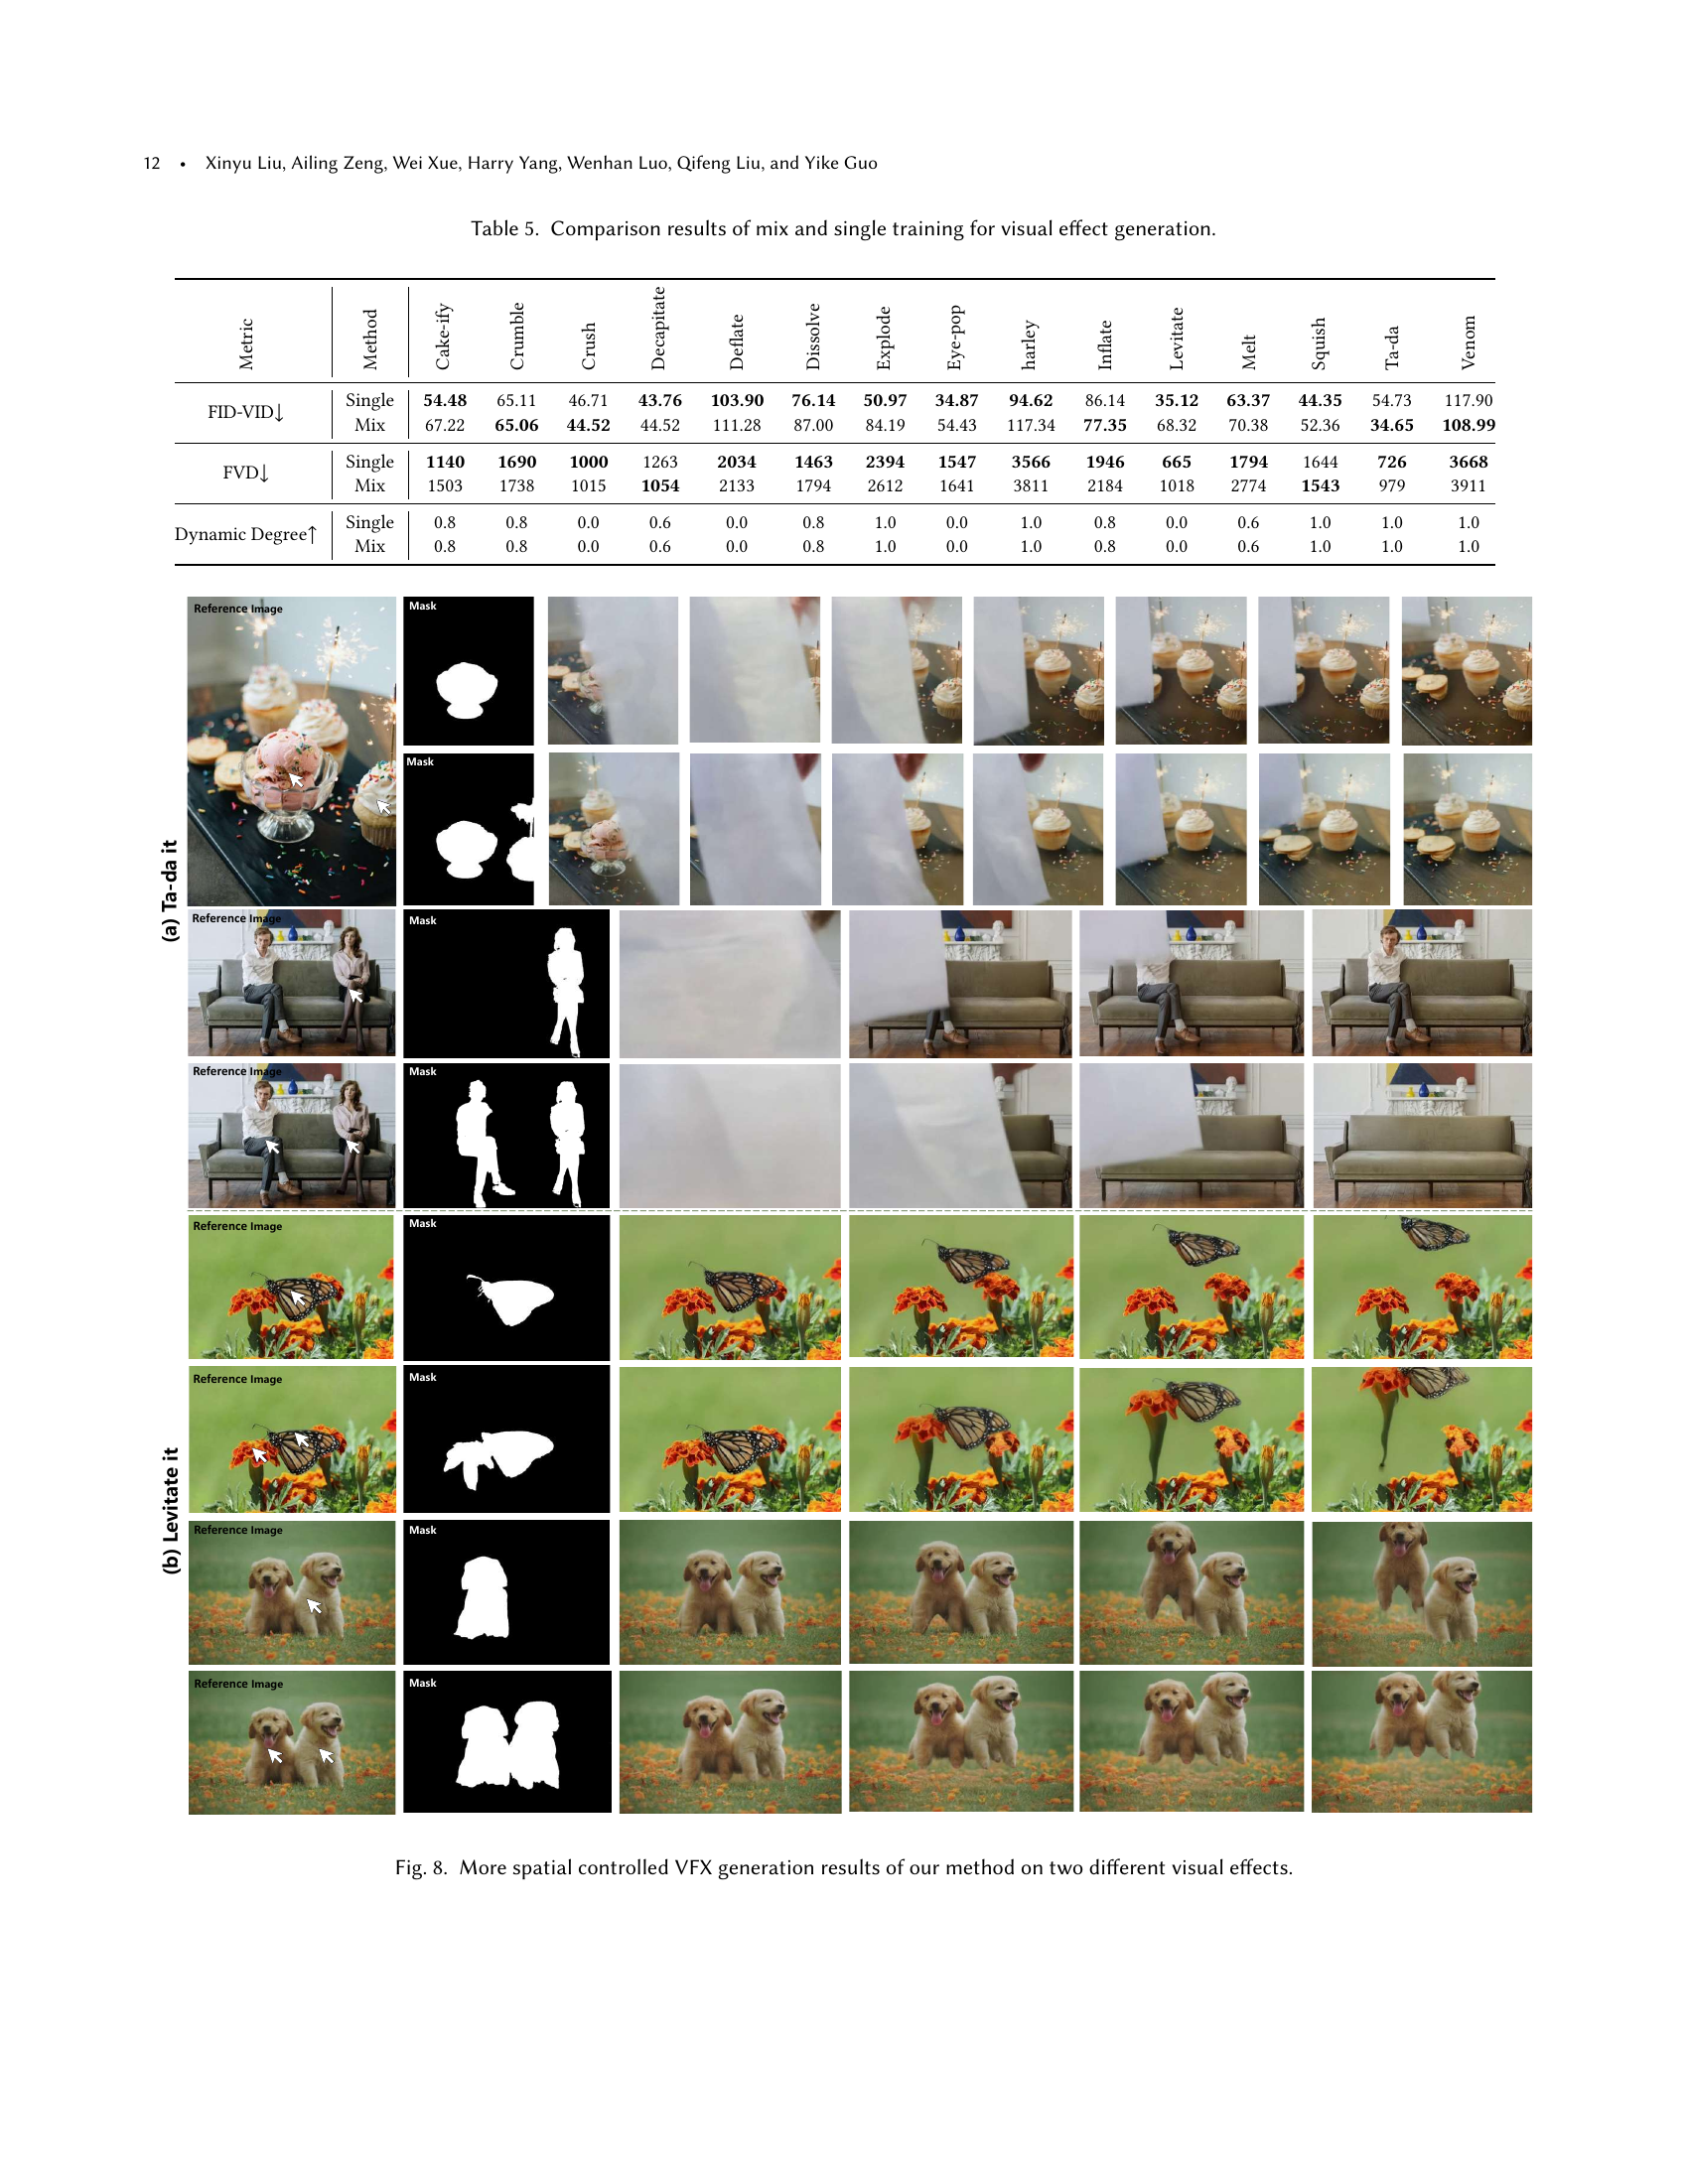 12 • Xinyu Liu, Ailing Zeng, Wei Xue, Harry Yang, Wenhan Luo, Qifeng Liu, and Yike Guo
Table 5. Comparison results of mix and single training for visual effect generation.
Metric Method Cake-ify Crumble Crush Decapitate Deflate Dissolve Explode Eye-pop harley Inflate Levitate Melt Squish Ta-da Venom
FID-VID↓ Single 54.48 65.11 46.71 43.76 103.90 76.14 50.97 34.87 94.62 86.14 35.12 63.37 44.35 54.73 117.90
Mix 67.22 65.06 44.52 44.52 111.28 87.00 84.19 54.43 117.34 77.35 68.32 70.38 52.36 34.65 108.99
FVD↓ Single 1140 1690 1000 1263 2034 1463 2394 1547 3566 1946 665 1794 1644 726 3668
Mix 1503 1738 1015 1054 2133 1794 2612 1641 3811 2184 1018 2774 1543 979 3911
Dynamic Degree↑ Single 0.8 0.8 0.0 0.6 0.0 0.8 1.0 0.0 1.0 0.8 0.0 0.6 1.0 1.0 1.0
Mix 0.8 0.8 0.0 0.6 0.0 0.8 1.0 0.0 1.0 0.8 0.0 0.6 1.0 1.0 1.0
(a) Ta-da it
Reference Image Mask
Mask
Reference Image Mask
Reference Image Mask
(b) Levitate it
Reference Image Mask
Reference Image Mask
Reference Image Mask
Reference Image Mask
Fig. 8. More spatial controlled VFX generation results of our method on two different visual effects.